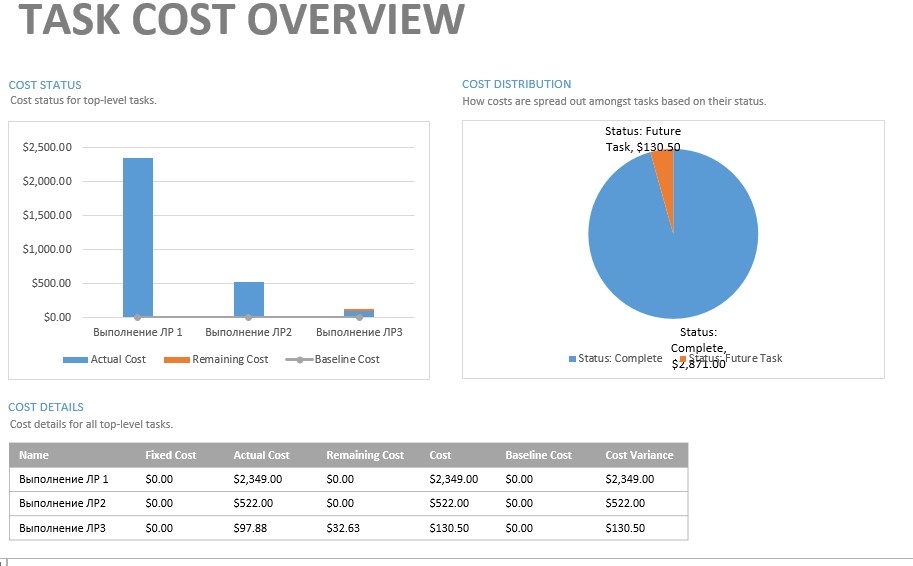 TASK COST OVERVIEW
COST STATUS
Cost status for top-level tasks.
$2,500.00
$2,000.00
$1,500.00
$1,000.00
$500.00
$0.00
Выполнение ЛР 1 Выполнение ЛР2 Выполнение ЛР3
Actual Cost Remaining Cost Baseline Cost
COST DISTRIBUTION
How costs are spread out amongst tasks based on their status.
Status: Future
Task, $130.50
Status:
Complete,
$2,871.00
Status: Complete Status: Future Task
COST DETAILS
Cost details for all top-level tasks.
Name Fixed Cost Actual Cost Remaining Cost Cost Baseline Cost Cost Variance
Выполнение ЛР 1 $0.00 $2,349.00 $0.00 $2,349.00 $0.00 $2,349.00
Выполнение ЛР2 $0.00 $522.00 $0.00 $522.00 $0.00 $522.00
Выполнение ЛР3 $0.00 $97.88 $32.63 $130.50 $0.00 $130.50